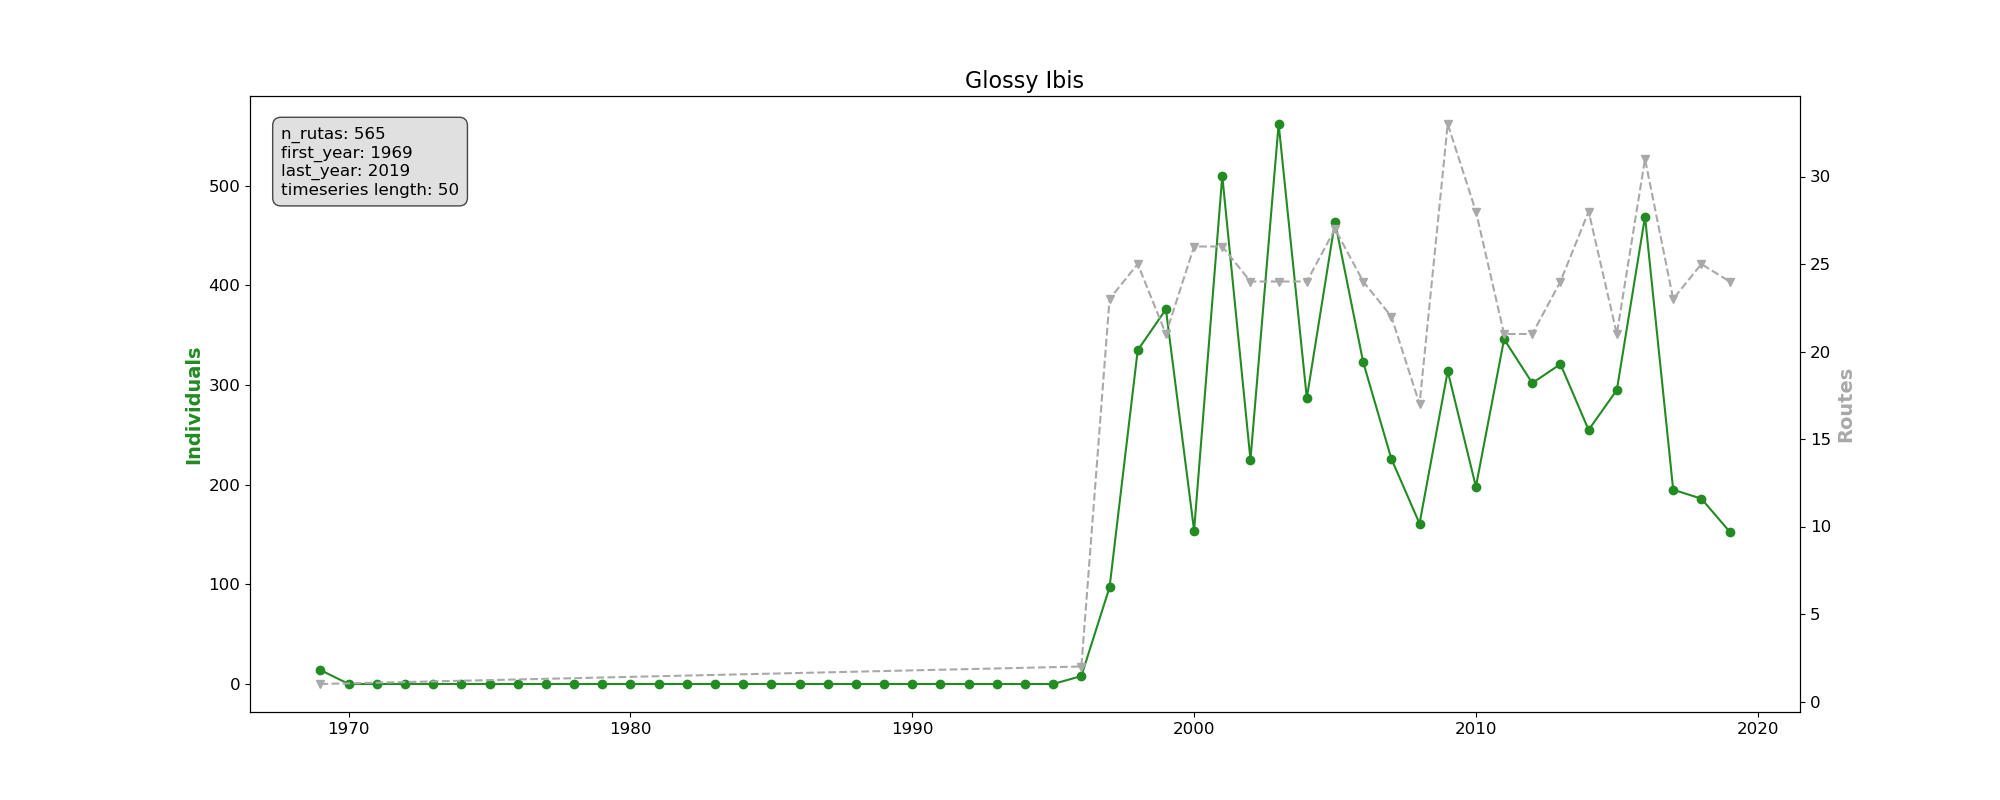 Glossy Ibis
n_rutas: 565
first_year: 1969
last_year: 2019
timeseries length: 50
Individuals
500
400
300
200
100
0
30
25
20
15
10
5
0
Routes
1970 1980 1990 2000 2010 2020